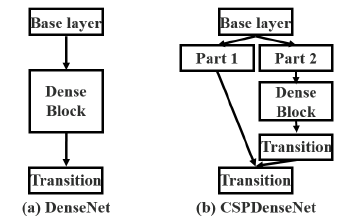 Base layer
Dense
Block
Transition
(a) DenseNet
Base layer
Part 1
Part 2
Dense
Block
Transition
Transition
(b) CSPDenseNet